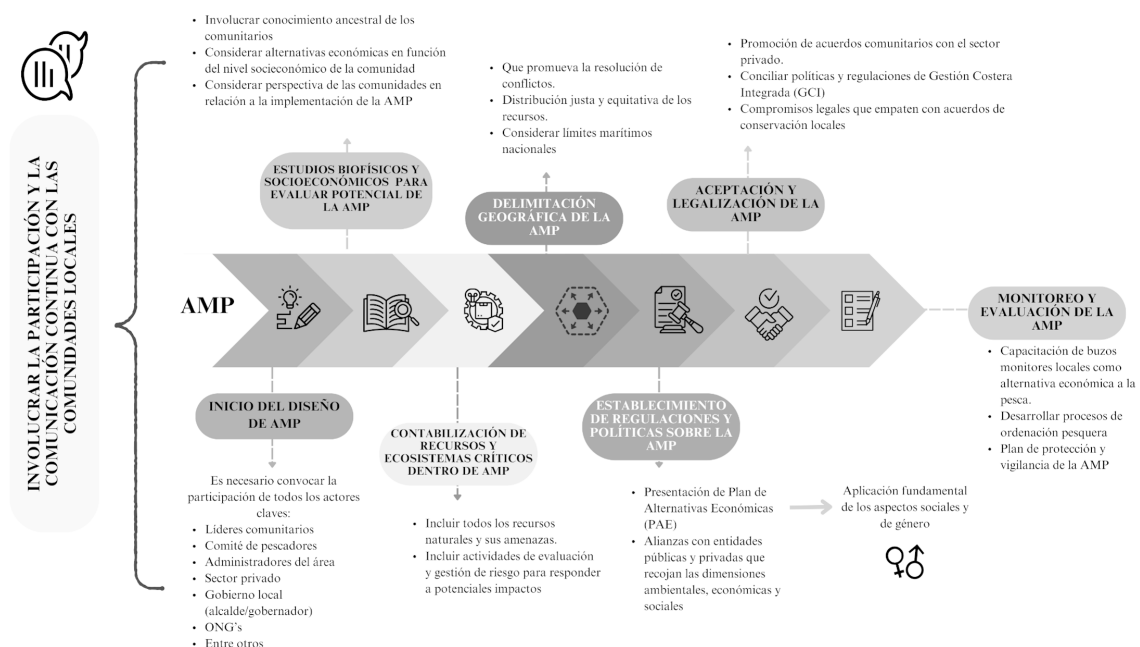 INVOLUCRAR LA PARTICIPACIÓN Y LA
COMUNICACIÓN CONTINUA CON LAS
COMUNIDADES LOCALES
• Involucrar conocimiento ancestral de los
comunitarios
• Considerar alternativas económicas en función
del nivel socioeconómico de la comunidad
• Considerar perspectiva de las comunidades en
relación a la implementación de la AMP
ESTUDIOS BIOFÍSICOS Y
SOCIOECONÓMICOS PARA
EVALUAR POTENCIAL DE
LA AMP
• Que promueva la resolución de
conflictos.
• Distribución justa y equitativa de los
recursos.
• Considerar límites marítimos
nacionales
DELIMITACIÓN
GEOGRÁFICA DE LA
AMP
• Promoción de acuerdos comunitarios con el sector
privado.
• Conciliar políticas y regulaciones de Gestión Costera
Integrada (GCI)
• Compromisos legales que empaten con acuerdos de
conservación locales
ACEPTACIÓN Y
LEGALIZACIÓN DE LA
AMP
AMP
MONITOREO Y
EVALUACIÓN DE LA
AMP
• Capacitación de buzos
monitores locales como
alternativa económica a la
pesca.
• Desarrollar procesos de
ordenación pesquera
• Plan de protección y
vigilancia de la AMP
INICIO DEL DISEÑO
DE AMP
Es necesario convocar la
participación de todos los actores
claves:
• Líderes comunitarios
• Comité de pescadores
• Administradores del área
• Sector privado
• Gobierno local
(alcalde/gobernador)
• ONG's
• Entre otros
CONTABILIZACIÓN DE
RECURSOS Y
ECOSISTEMAS CRÍTICOS
DENTRO DE AMP
• Incluir todos los recursos
naturales y sus amenazas.
• Incluir actividades de evaluación
y gestión de riesgo para responder
a potenciales impactos
ESTABLECIMIENTO
DE REGULACIONES Y
POLÍTICAS SOBRE LA
AMP
• Presentación de Plan de
Alternativas Económicas
(PAE)
• Alianzas con entidades
públicas y privadas que
recojan las dimensiones
ambientales, económicas y
sociales
Aplicación fundamental
de los aspectos sociales y
de género